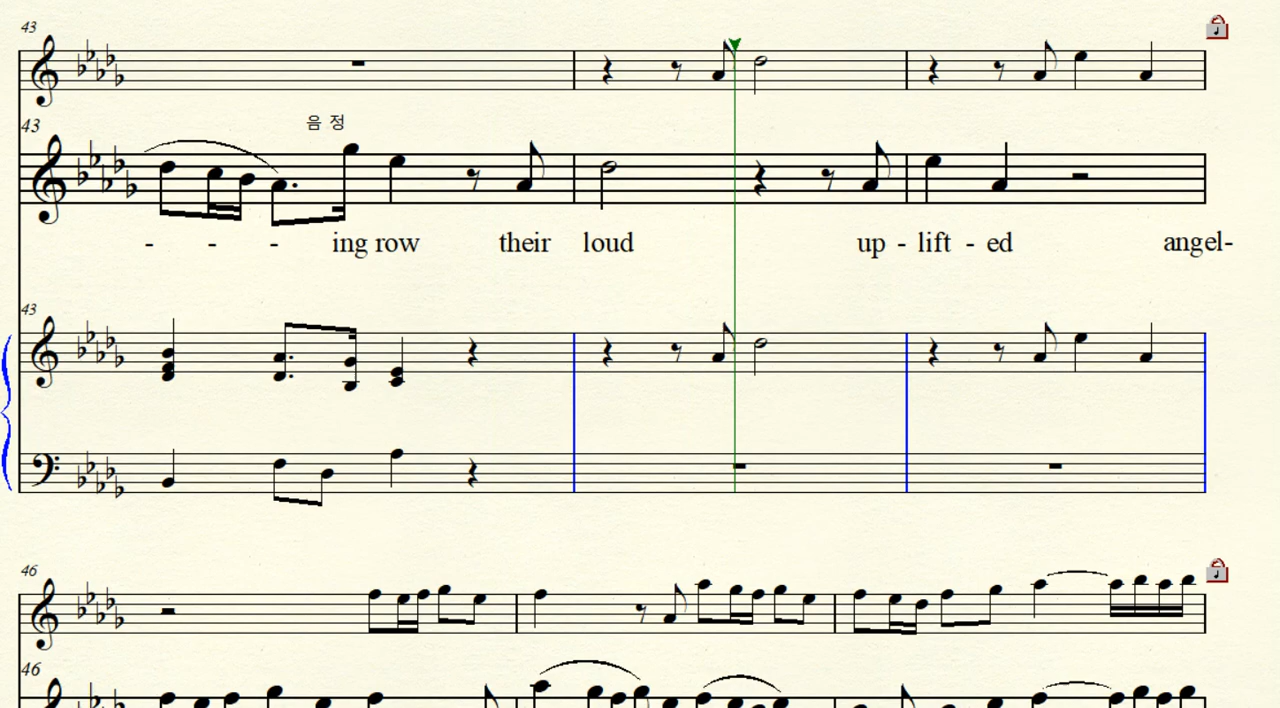 43
43
음 정
- - - ing row their loud up - lift - ed angel-
43
46
46